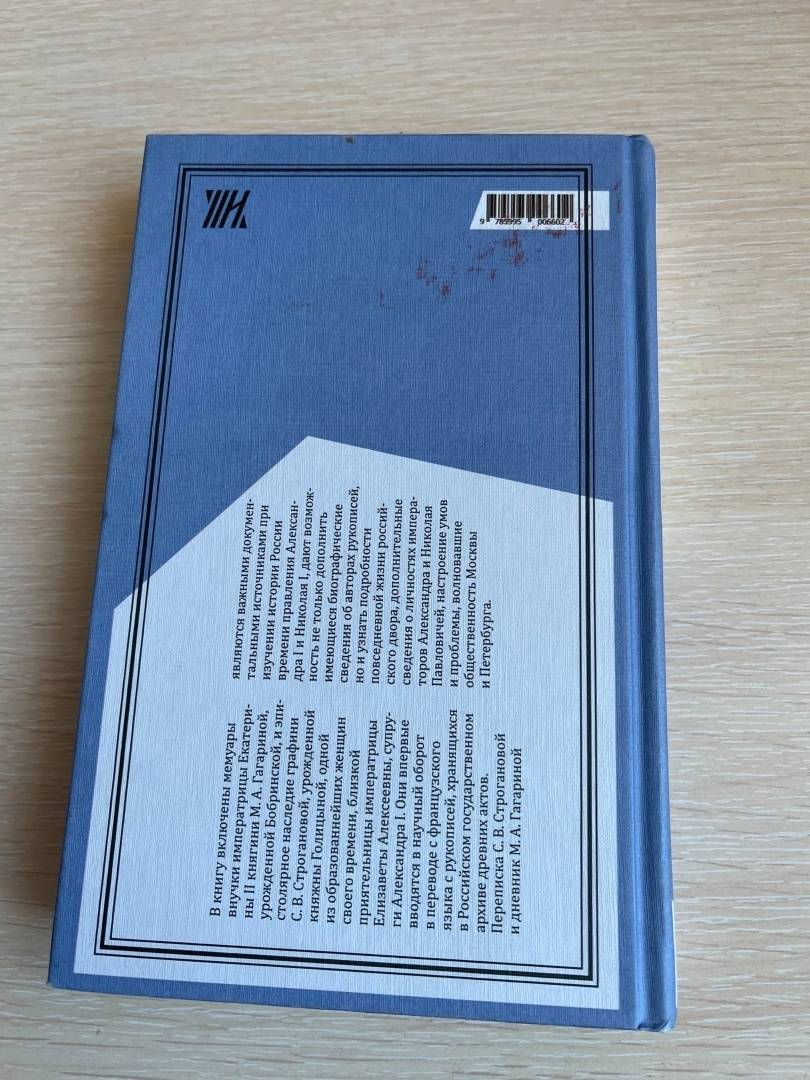 В книгу включены мемуары
внучки императрицы Екатери-
ны II княгини М. А. Гагариной,
урожденной Бобринской, и эпи-
столярное наследие графини
С. В. Строгановой, урожденной
княжны Голицыной, одной
из образованнейших женщин
своего времени, близкой
приятельницы императрицы
Елизаветы Алексеевны, супру-
ги Александра I. Они впервые
вводятся в научный оборот
в переводе с французского
языка с рукописей, хранящихся
в Российском государственном
архиве древних актов.
Переписка С. В. Строгановой
и дневник М. А. Гагариной
являются важными докумен-
тальными источниками при
изучении истории России
времени правления Алексан-
дра I и Николая I, дают возмож-
ность не только дополнить
имеющиеся биографические
сведения об авторах рукописей,
но и узнать подробности
повседневной жизни россий-
ского двора, дополнительные
сведения о личностях импера-
торов Александра и Николая
Павловичей, настроение умов
и проблемы, волновавшие
общественность Москвы
и Петербурга.
9 785995 006602